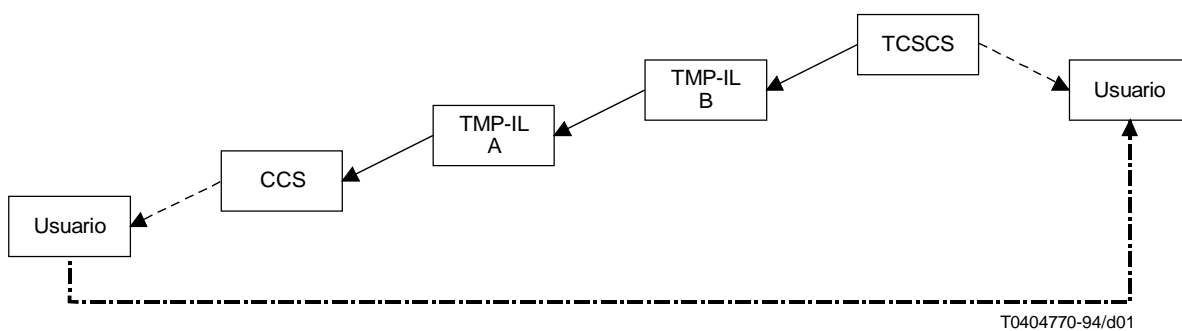 TCSCS
TMP-IL
B
Usuario
TMP-IL
A
CCS
Usuario
T0404770-94/d01